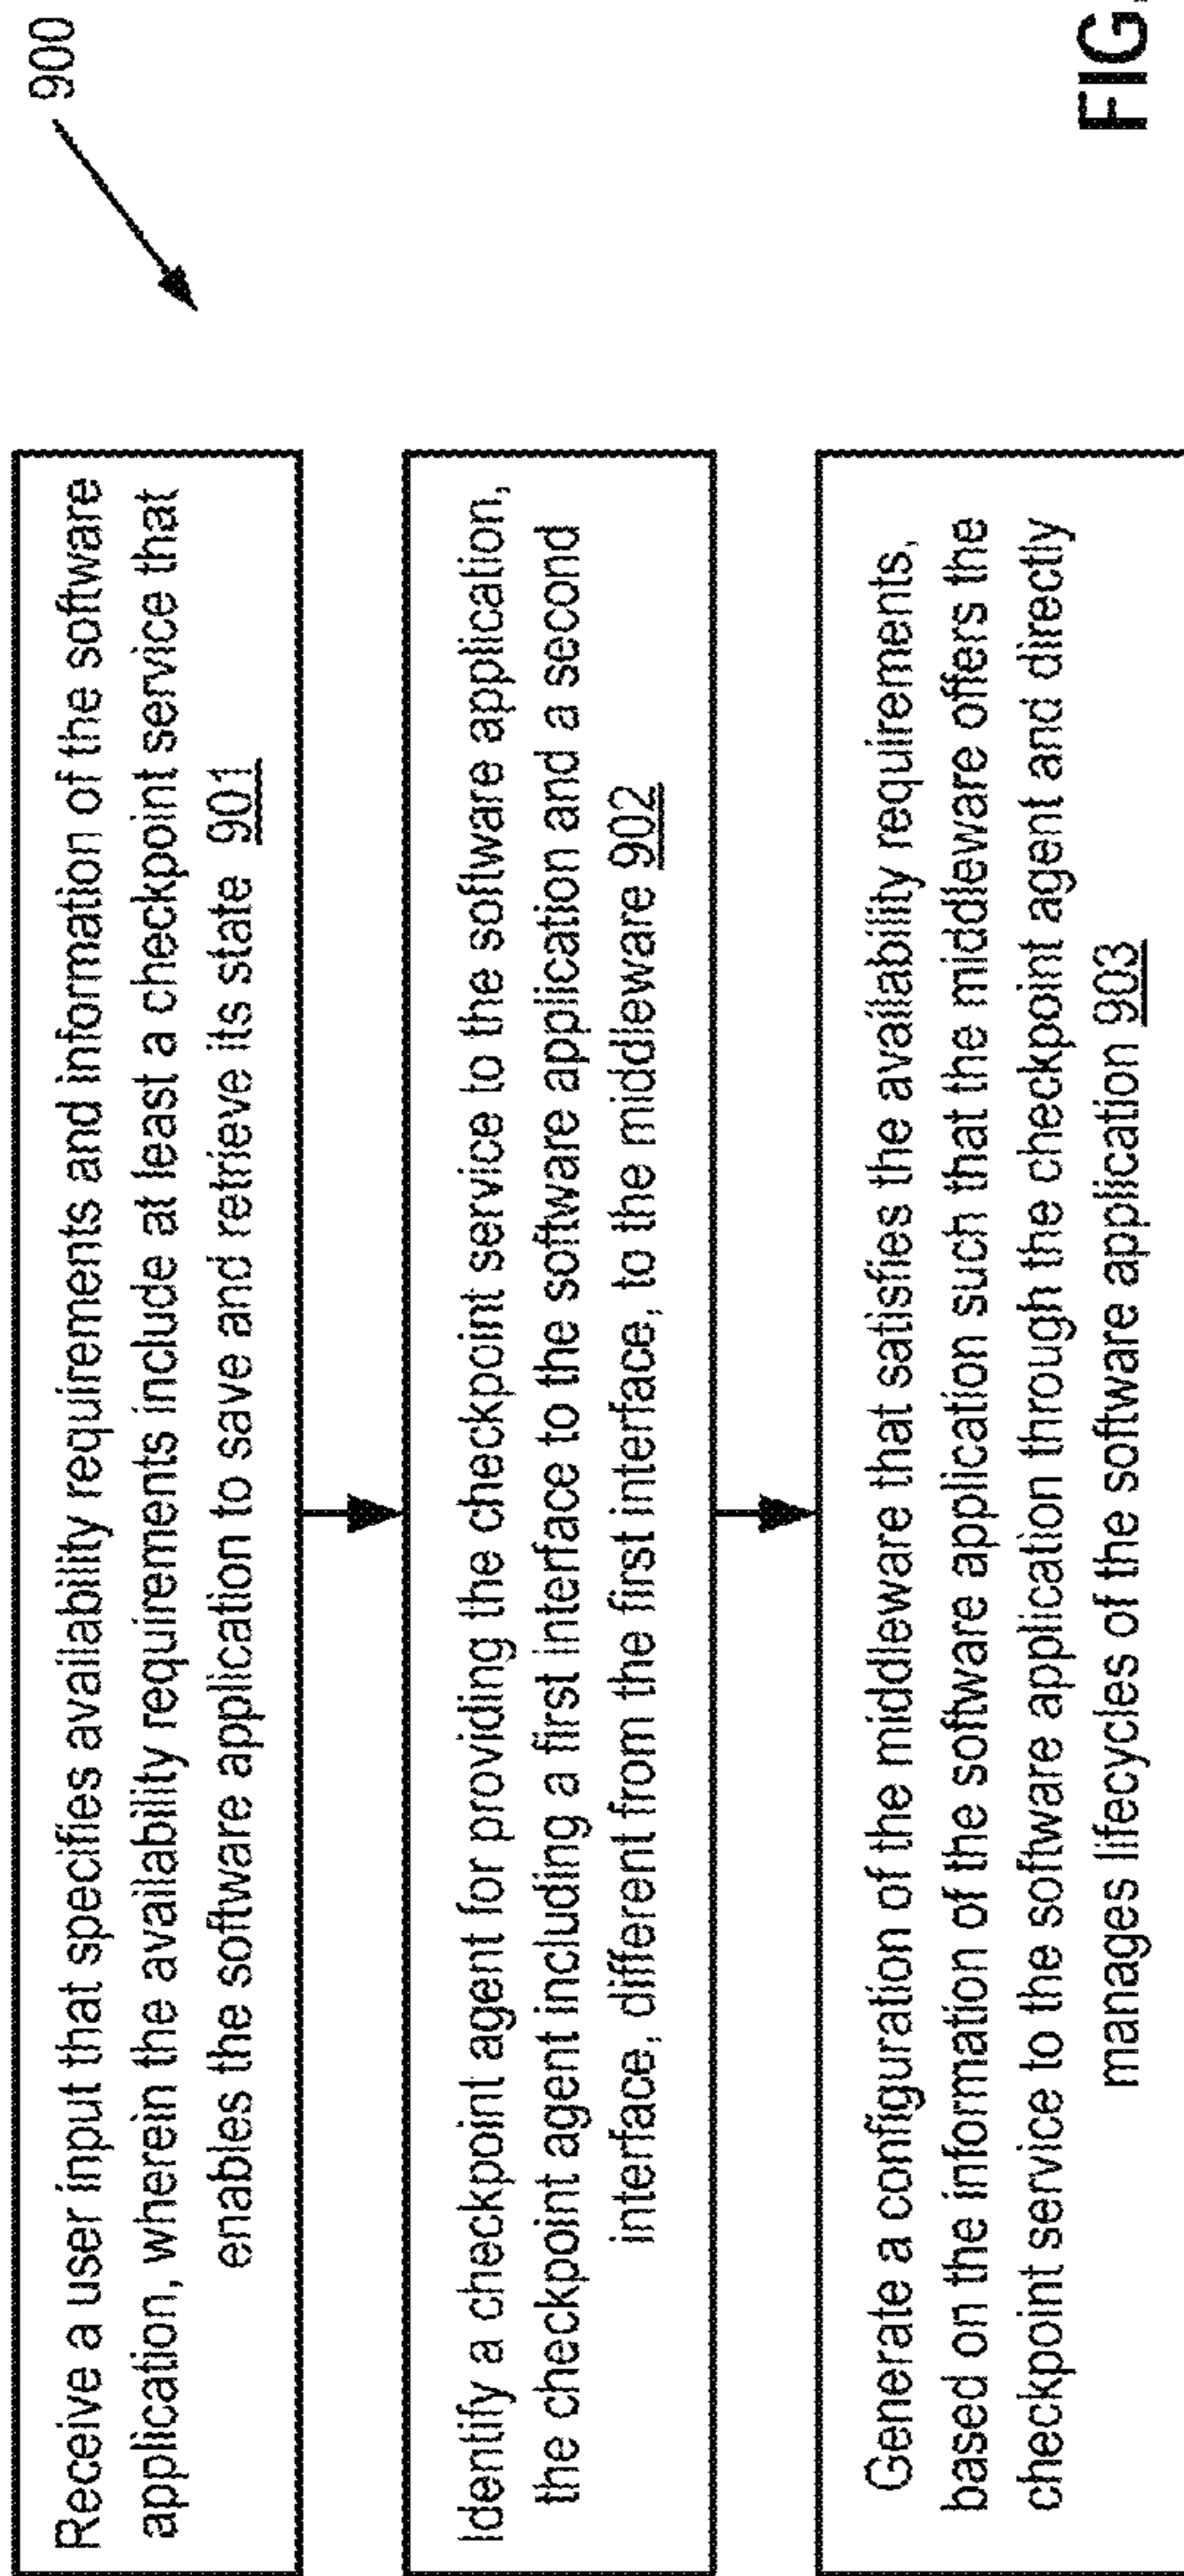 900
Receive a user input that specifies availability requirements and information of the software
application, wherein the availability requirements include at least a checkpoint service that
enables the software application to save and retrieve its state 901
Identify a checkpoint agent for providing the checkpoint service to the software application,
the checkpoint agent including a first interface to the software application and a second
interface, different from the first interface, to the middleware 902
Generate a configuration of the middleware that satisfies the availability requirements,
based on the information of the software application such that the middleware offers the
checkpoint service to the software application through the checkpoint agent and directly
manages lifecycles of the software application 903
FIG.